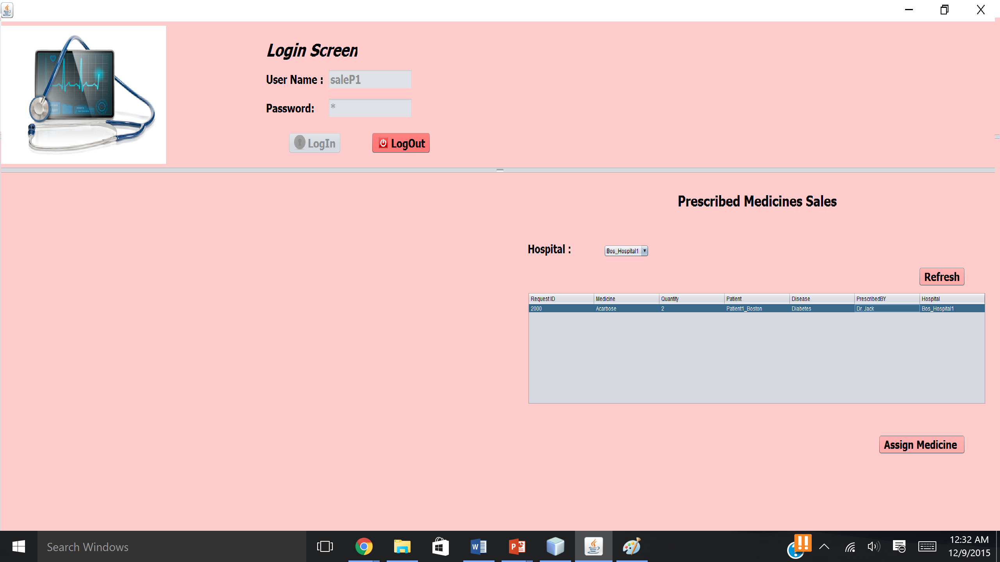 Login Screen
User Name : saleP1
Password: *
LogIn LogOut
Prescribed Medicines Sales
Hospital : Bos_Hospital1
Refresh
Request ID Medicine Quantity Patient Disease PrescribedBY Hospital
2000 Acarbose 2 Patient1_Boston Diabetes Dr. Jack Bos_Hospital1
Assign Medicine
Search Windows
12:32 AM
12/9/2015